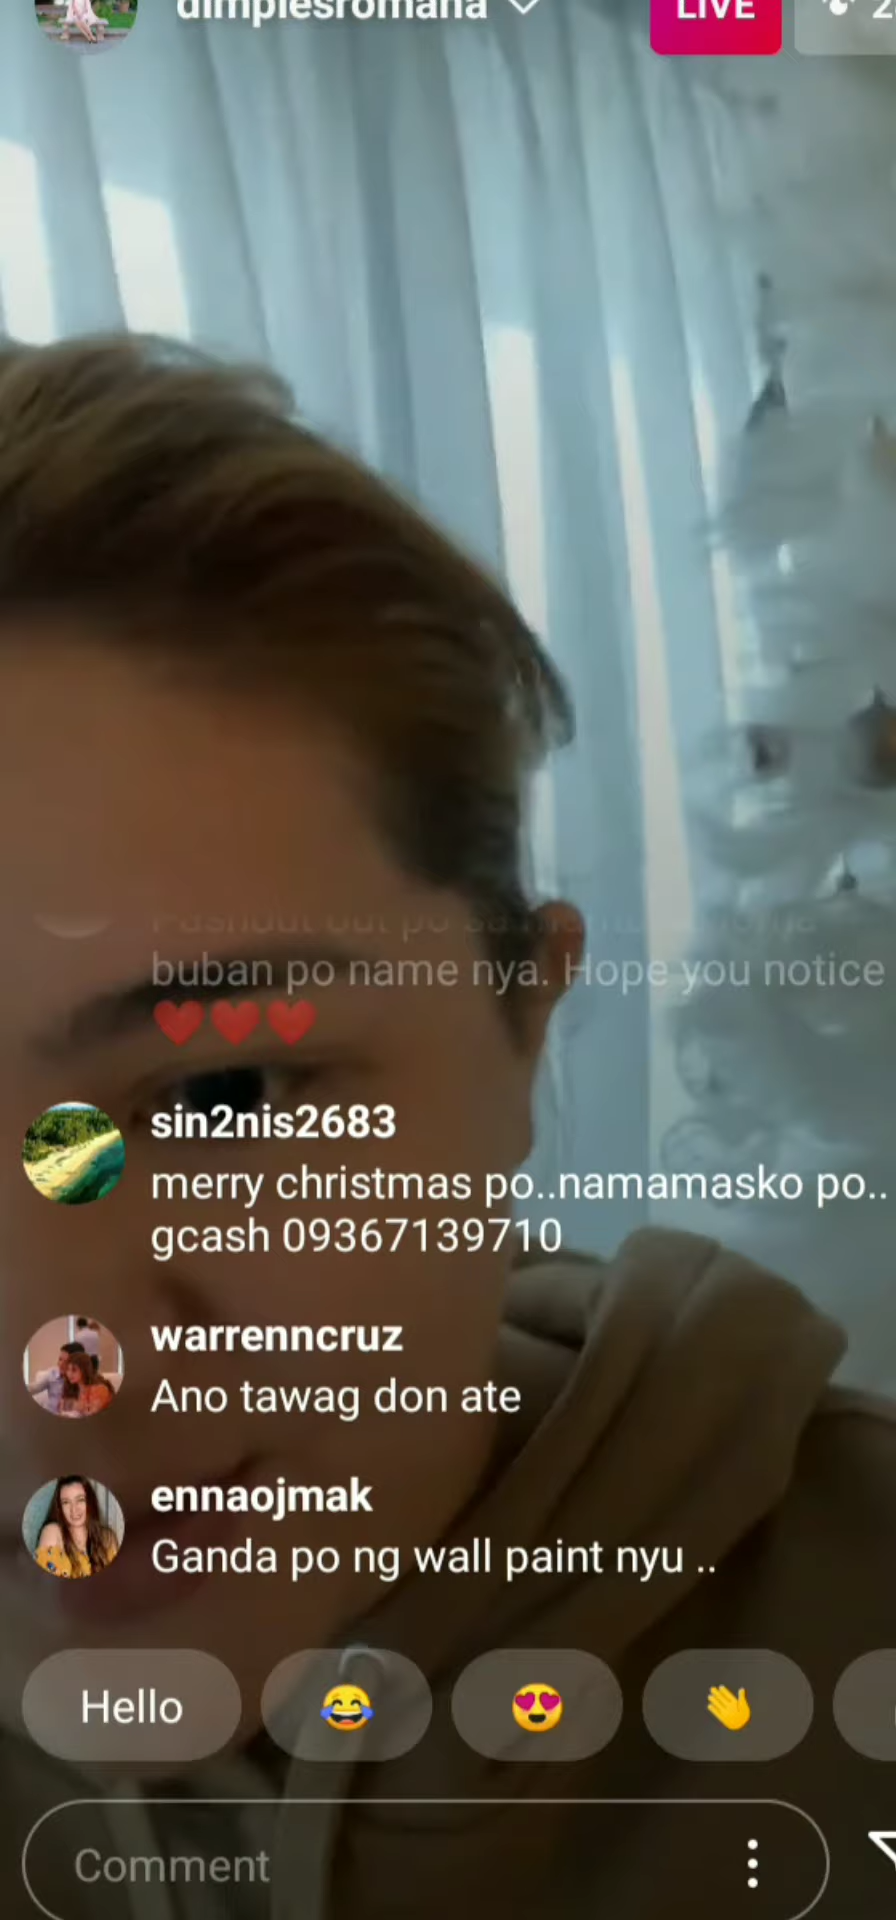 dimplesromana
LIVE
buban po name nya. Hope you notice
❤️❤️❤️
sin2nis2683
merry christmas po..namamasko po..
gcash 09367139710
warrenncruz
Ano tawag don ate
ennaojmak
Ganda po ng wall paint nyu ..
Hello 😂 😍 👋
Comment